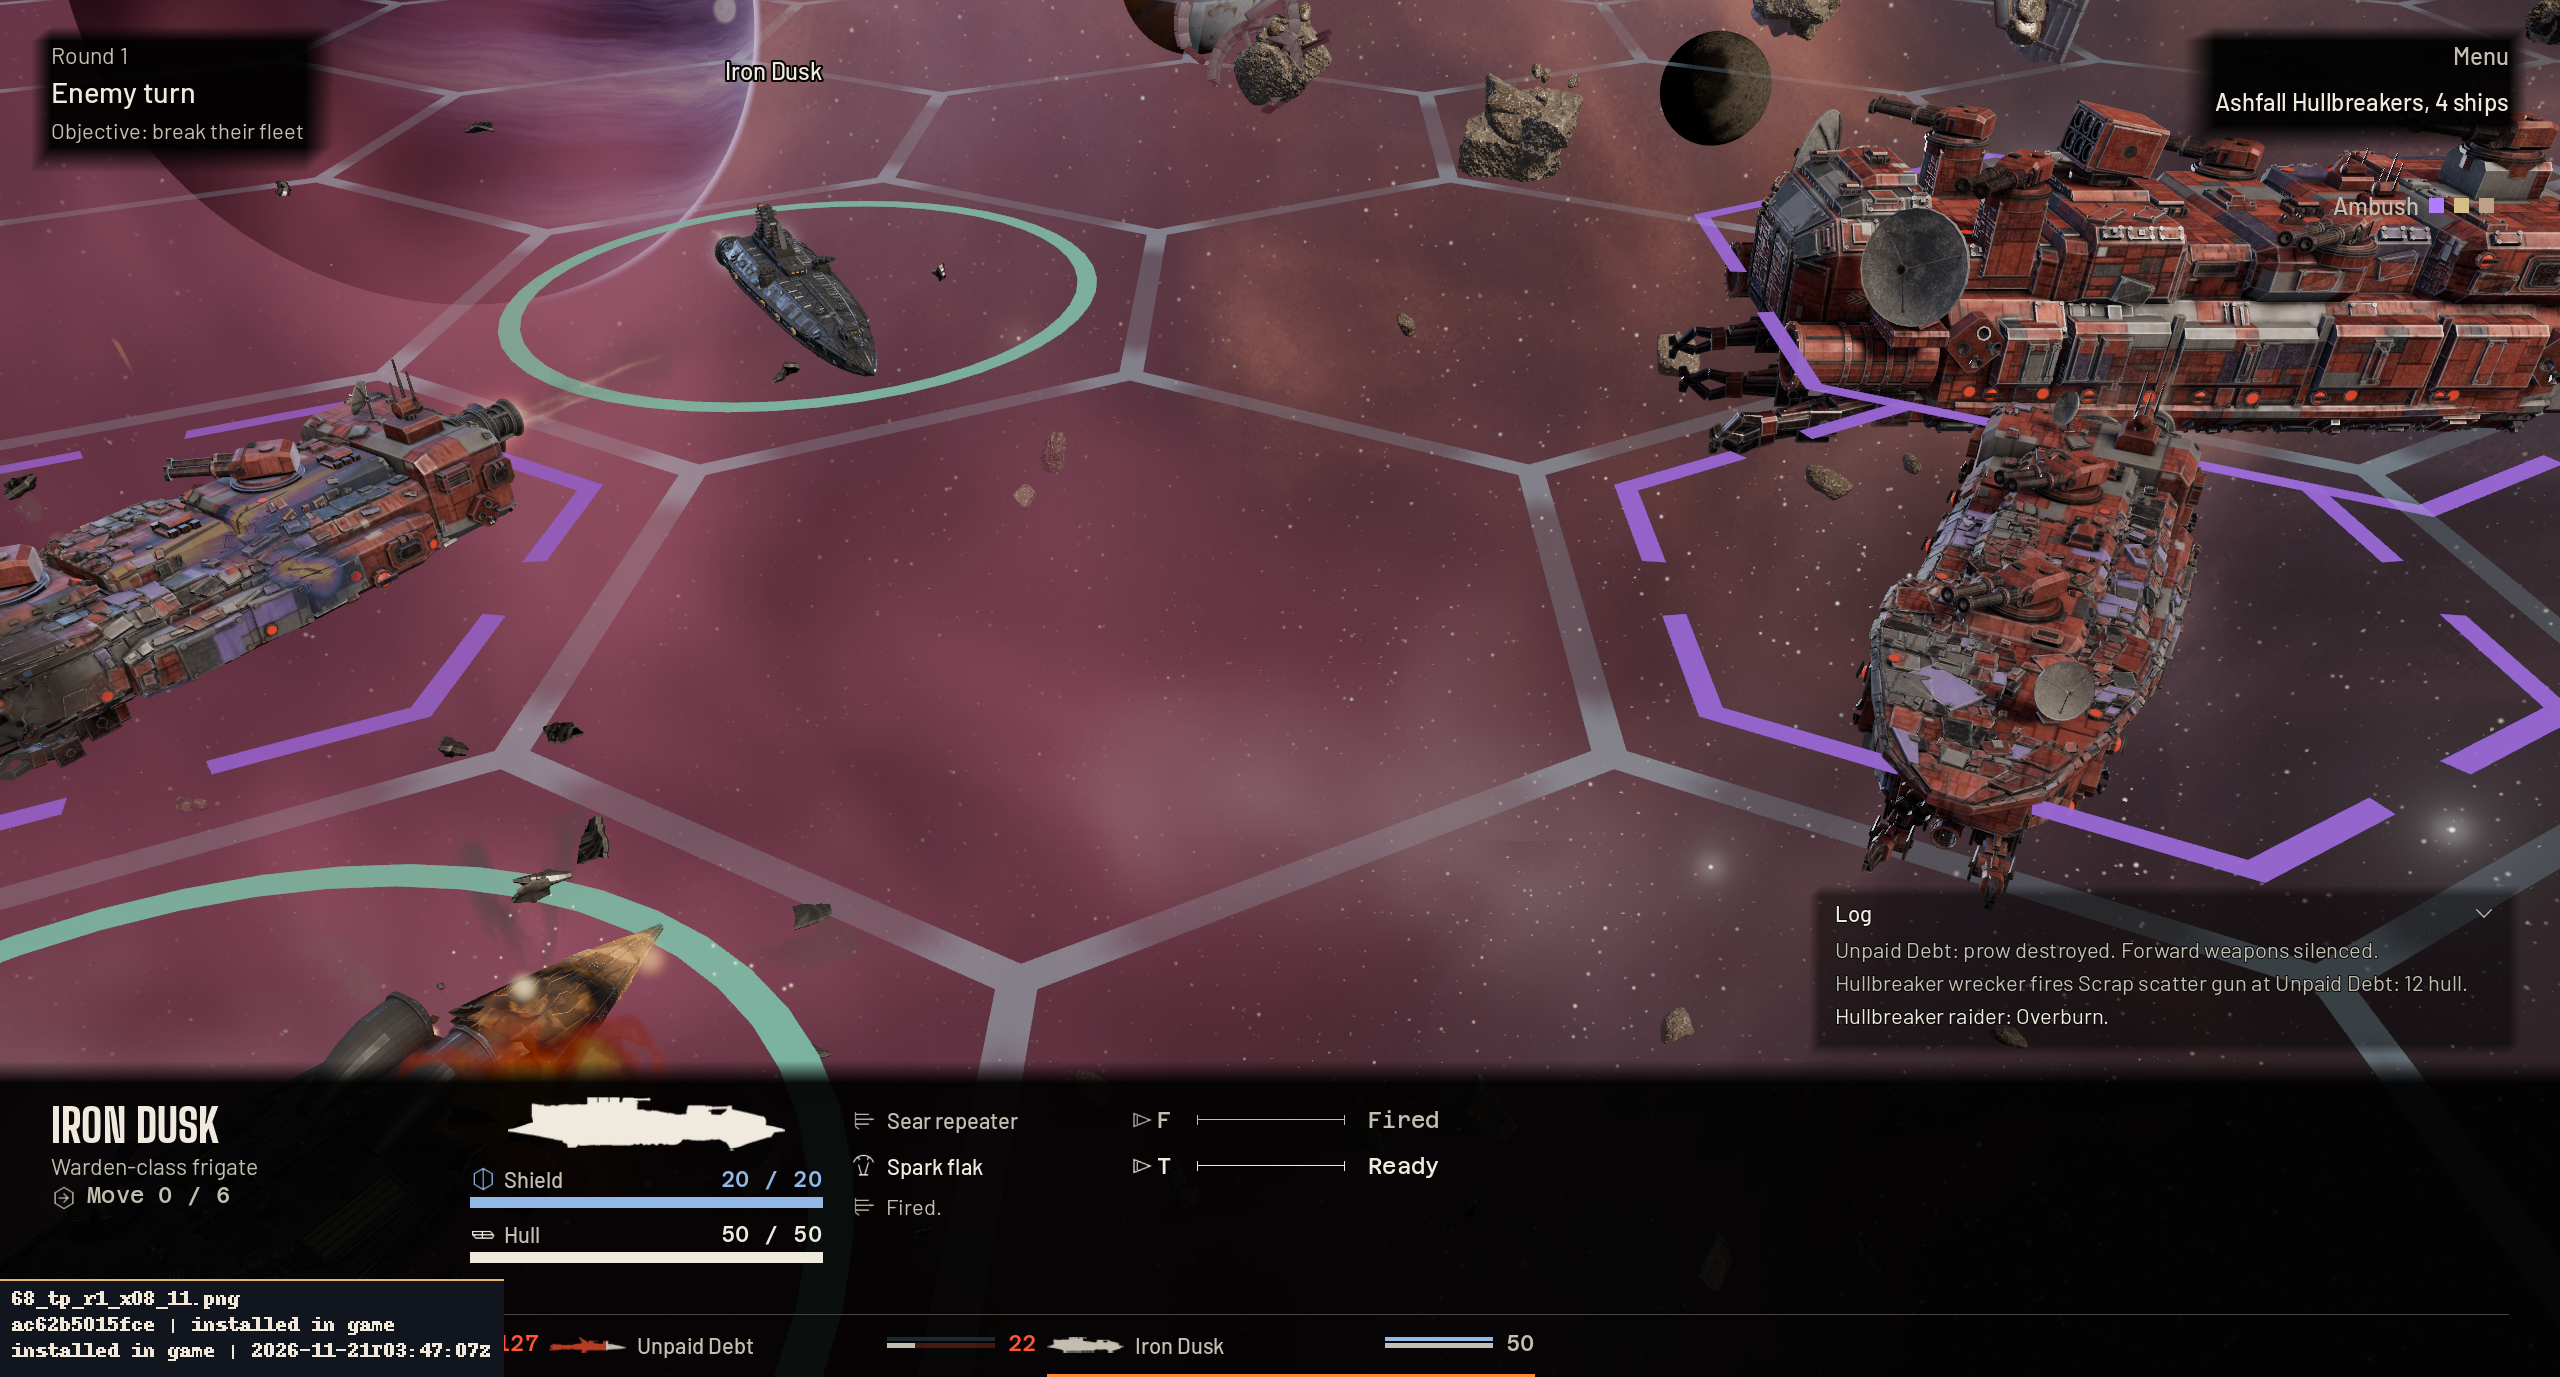 Round 1
Enemy turn
Objective: break their fleet
Iron Dusk
Menu
Ashfall Hullbreakers, 4 ships
Ambush
Log
Unpaid Debt: prow destroyed. Forward weapons silenced.
Hullbreaker wrecker fires Scrap scatter gun at Unpaid Debt: 12 hull.
Hullbreaker raider: Overburn.
IRON DUSK
Warden-class frigate
Move 0 / 6
Shield 20 / 20
Hull 50 / 50
Sear repeater F Fired
Spark flak T Ready
Fired.
68_tp_r1_x08_11.png
ac62b5015fce | installed in game
installed in game | 2026-11-21r03:47:07z
127 Unpaid Debt 22 Iron Dusk 50